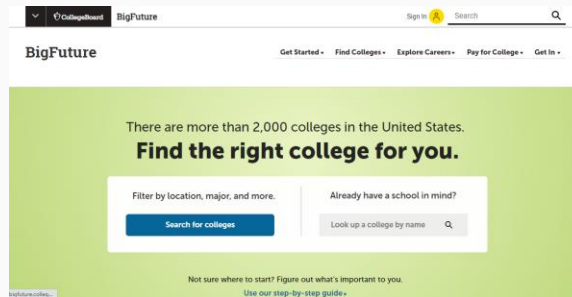 CollegeBoard BigFuture Sign In Search
BigFuture
Get Started Find Colleges Explore Careers Pay for College Get In
There are more than 2,000 colleges in the United States.
Find the right college for you.
Filter by location, major, and more.
Already have a school in mind?
Search for colleges
Look up a college by name
Not sure where to start? Figure out what's important to you.
Use our step-by-step guide